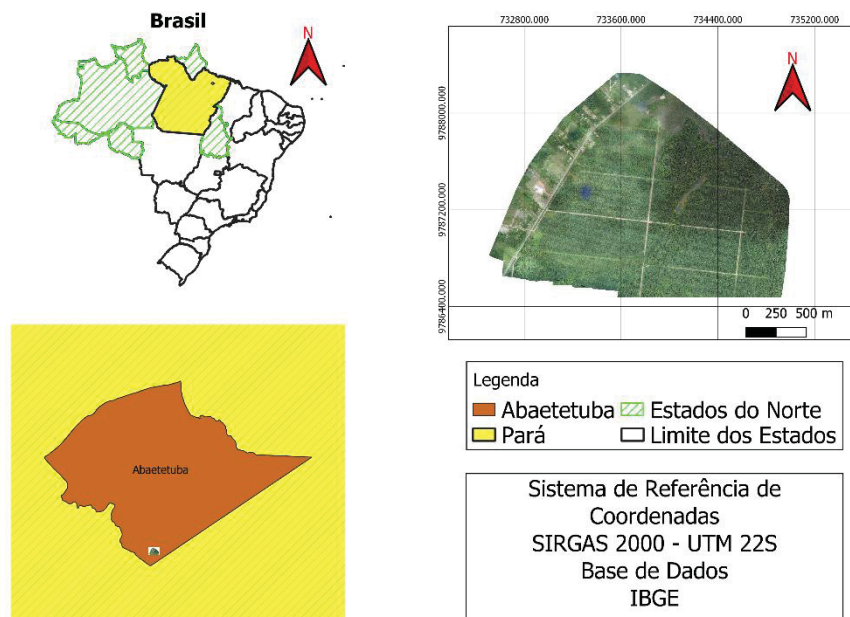 Brasil
N
732800.000 733600.000 734400.000 735200.000
N
9788000.000
9787200.000
9786400.000
0 250 500 m
Abaetetuba
Legenda
Abaetetuba Estados do Norte
Pará Limite dos Estados
Sistema de Referência de
Coordenadas
SIRGAS 2000 - UTM 22S
Base de Dados
IBGE